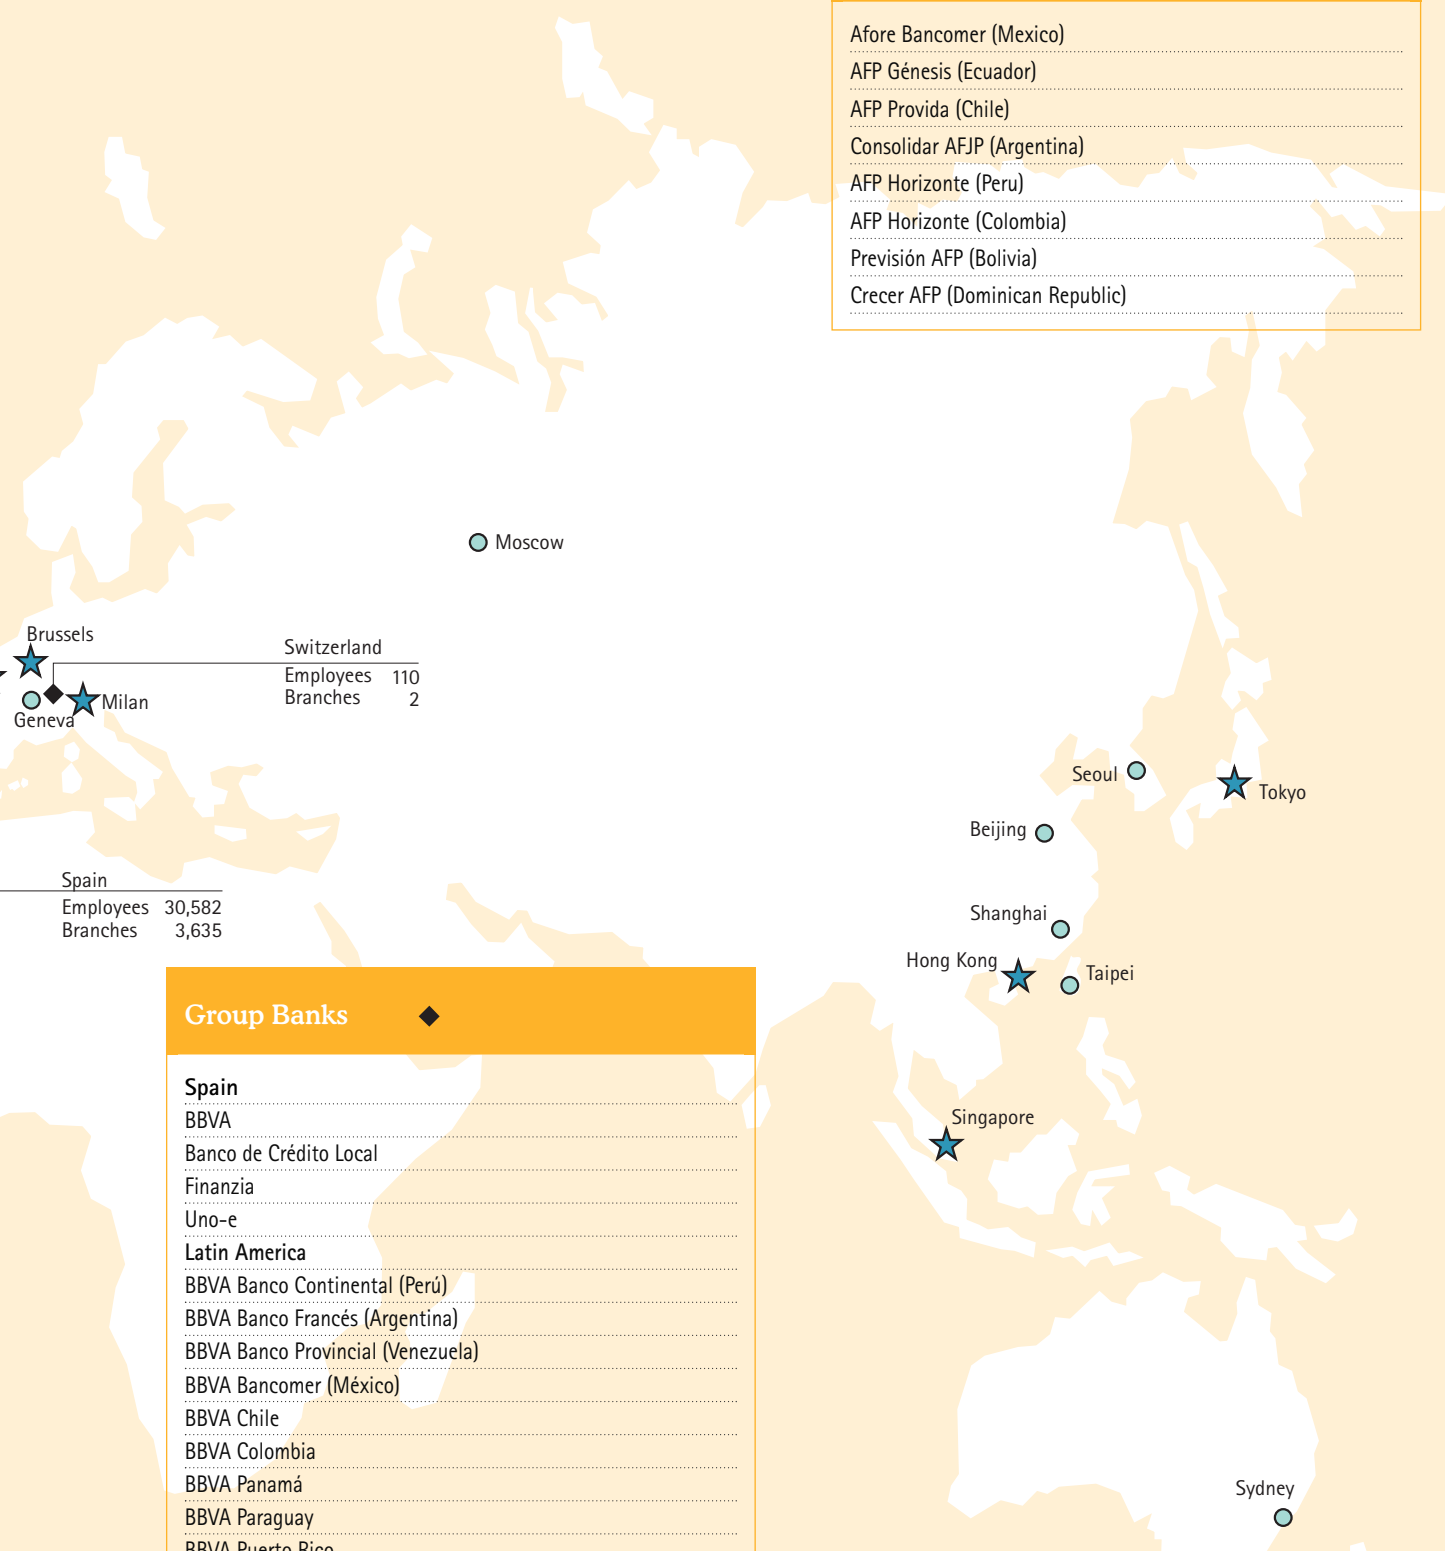 Afore Bancomer (Mexico)
AFP Génesis (Ecuador)
AFP Provida (Chile)
Consolidar AFJP (Argentina)
AFP Horizonte (Peru)
AFP Horizonte (Colombia)
Previsión AFP (Bolivia)
Crecer AFP (Dominican Republic)
Moscow
Brussels
Switzerland
Employees 110
Branches 2
Milan
Geneva
Seoul
Tokyo
Beijing
Spain
Employees 30,582
Branches 3,635
Shanghai
Hong Kong
Taipei
Group Banks
Spain
BBVA
Banco de Crédito Local
Finanzia
Uno-e
Latin America
BBVA Banco Continental (Perú)
BBVA Banco Francés (Argentina)
BBVA Banco Provincial (Venezuela)
BBVA Bancomer (México)
BBVA Chile
BBVA Colombia
BBVA Panamá
BBVA Paraguay
BBVA Puerto Rico
Singapore
Sydney